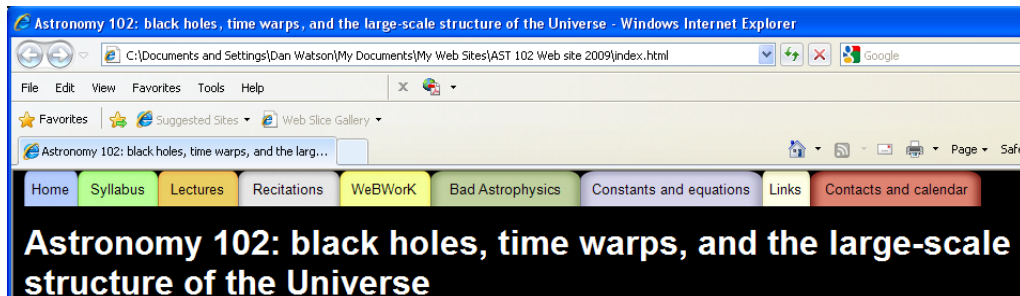 Astronomy 102: black holes, time warps, and the large-scale structure of the Universe - Windows Internet Explorer
C:\Documents and Settings\Dan Watson\My Documents\My Web Sites\AST 102 Web site 2009\index.html Google
File Edit View Favorites Tools Help x
Favorites Suggested Sites Web Slice Gallery
Astronomy 102: black holes, time warps, and the larg... Page Safe
Home Syllabus Lectures Recitations WeBWorK Bad Astrophysics Constants and equations Links Contacts and calendar
Astronomy 102: black holes, time warps, and the large-scale
structure of the Universe